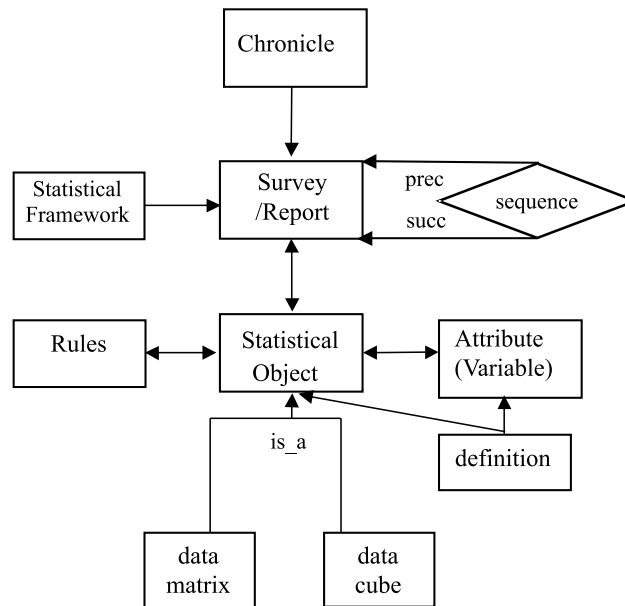 Chronicle
Statistical
Framework
Survey
/Report
prec
succ
sequence
Rules
Statistical
Object
Attribute
(Variable)
is_a
definition
data
matrix
data
cube